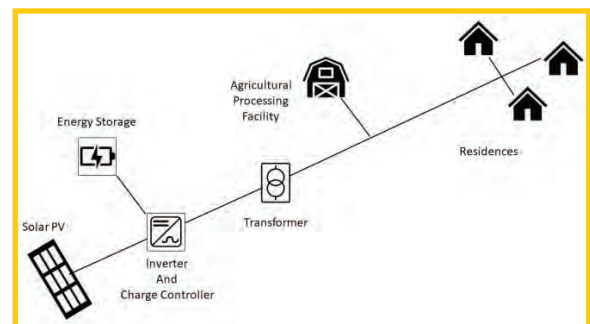 Agricultural
Processing
Facility
Energy Storage
Residences
Transformer
Solar PV
Inverter
And
Charge Controller